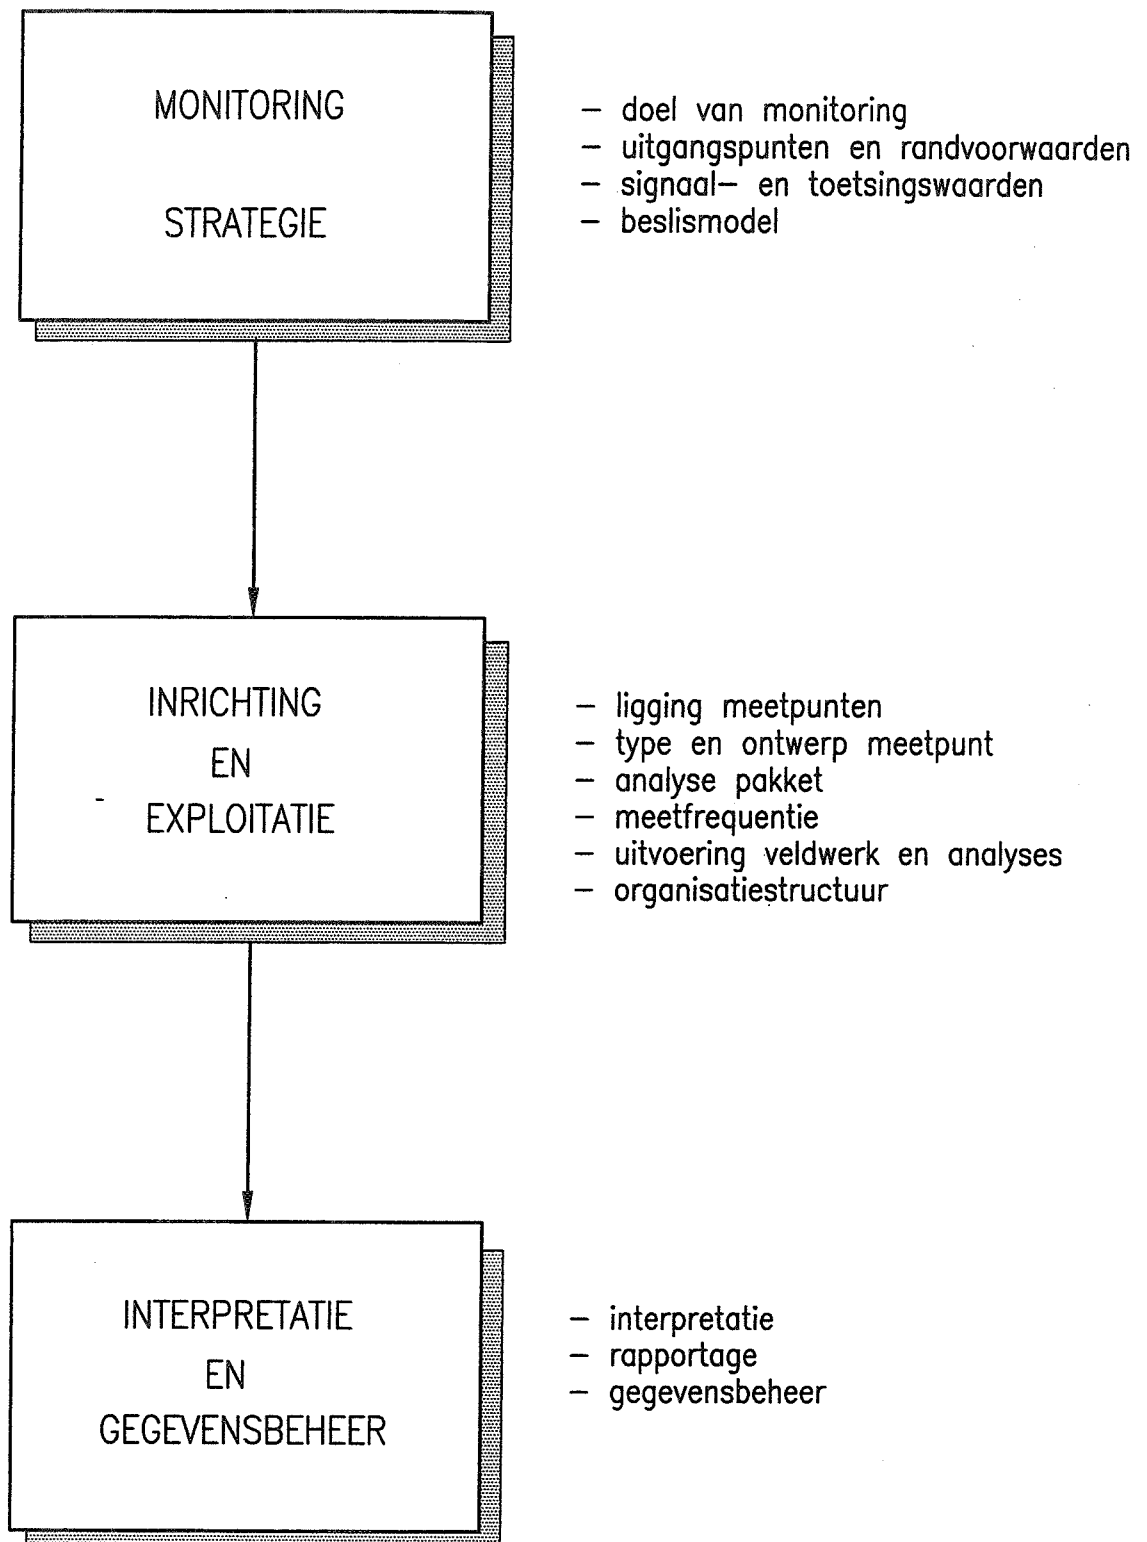 MONITORING
STRATEGIE
– doel van monitoring
– uitgangspunten en randvoorwaarden
– signaal– en toetsingswaarden
– beslismodel
INRICHTING
EN
EXPLOITATIE
– ligging meetpunten
– type en ontwerp meetpunt
– analyse pakket
– meetfrequentie
– uitvoering veldwerk en analyses
– organisatiestructuur
INTERPRETATIE
EN
GEGEVENSBEHEER
– interpretatie
– rapportage
– gegevensbeheer